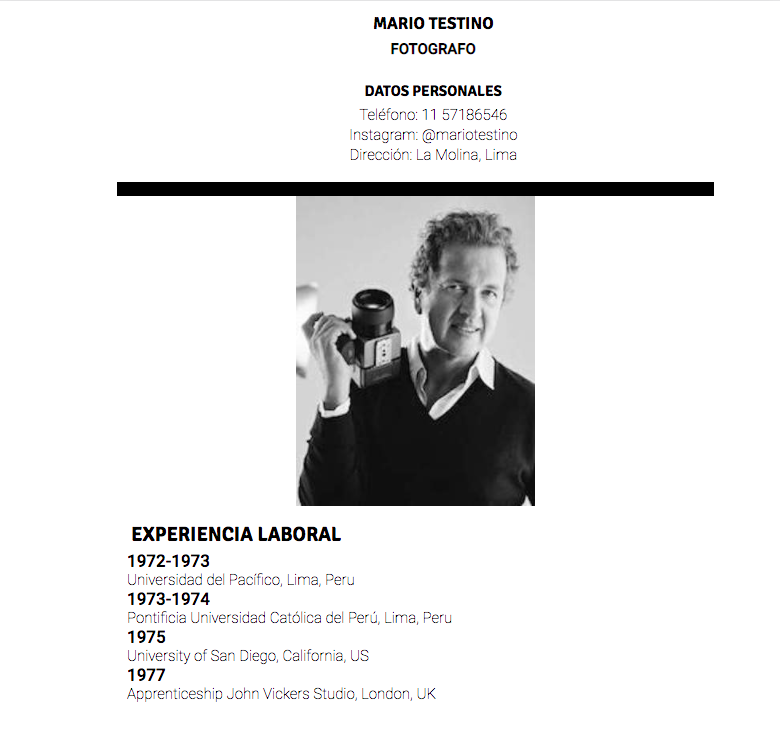 MARIO TESTINO
FOTOGRAFO
DATOS PERSONALES
Teléfono: 11 57186546
Instagram: @mariotestino
Dirección: La Molina, Lima
EXPERIENCIA LABORAL
1972-1973
Universidad del Pacífico, Lima, Peru
1973-1974
Pontificia Universidad Católica del Perú, Lima, Peru
1975
University of San Diego, California, US
1977
Apprenticeship John Vickers Studio, London, UK